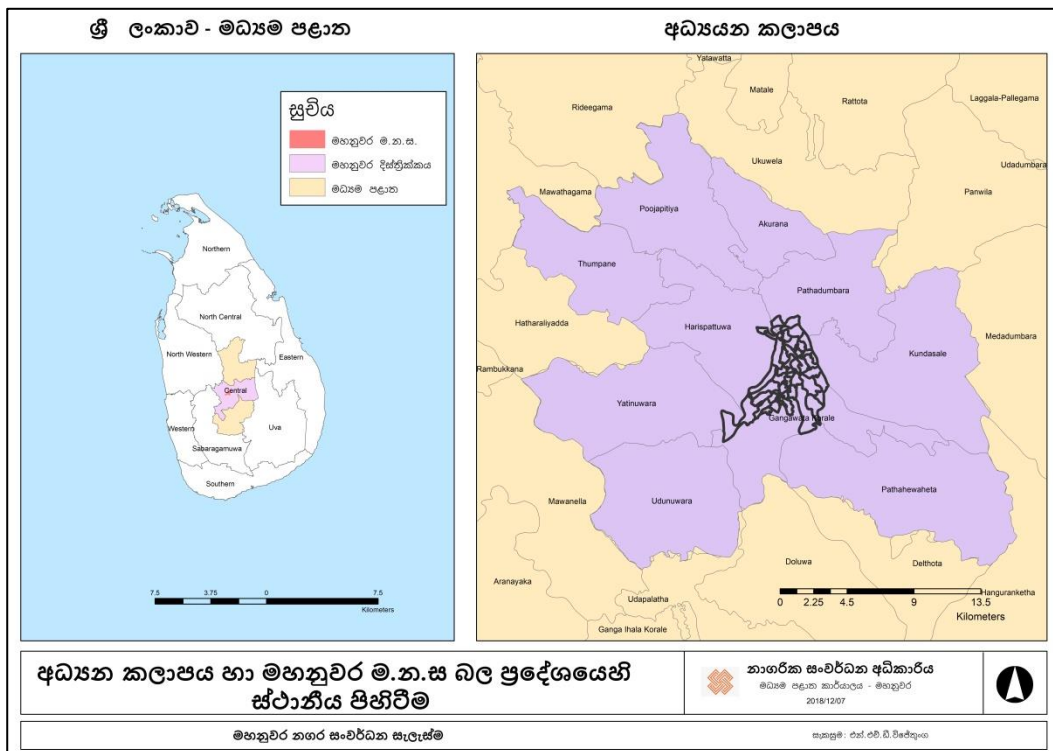 ශ්‍රී ලංකාව - මධ්‍යම පළාත
සූචිය
මහනුවර ම.න.ස.
මහනුවර දිස්ත්‍රික්කය
මධ්‍යම පළාත
Northern
North Central
North Western
Eastern
Central
Western
Uva
Sabaragamuwa
Southern
7.5 3.75 0 7.5
Kilometers
අධ්‍යයන කලාපය
Yatawatta
Matale
Rattota
Laggala-Pallegama
Rideegama
Ukuwela
Udadumbara
Mawathagama
Panwila
Poojapitiya
Akurana
Thumpane
Pathadumbara
Hatharaliyadda
Harispattuwa
Medadumbara
Kundasale
Rambukkana
Yatinuwara
Gangawata Korale
Mawanella
Udunuwara
Pathahewaheta
Doluwa
Delthota
Aranayaka
Udapalatha
Hanguranketha
Ganga Ihala Korale
0 2.25 4.5 9 13.5
Kilometers
අධ්‍යන කලාපය හා මහනුවර ම.න.ස බල ප්‍රදේශයෙහි
ස්ථානීය පිහිටීම
නාගරික සංවර්ධන අධිකාරිය
මධ්‍යම පළාත කාර්යාලය - මහනුවර
2018/12/07
මහනුවර නගර සංවර්ධන සැලැස්ම
සැකසුම: එන්.එච්.ඩී.විජේතුංග